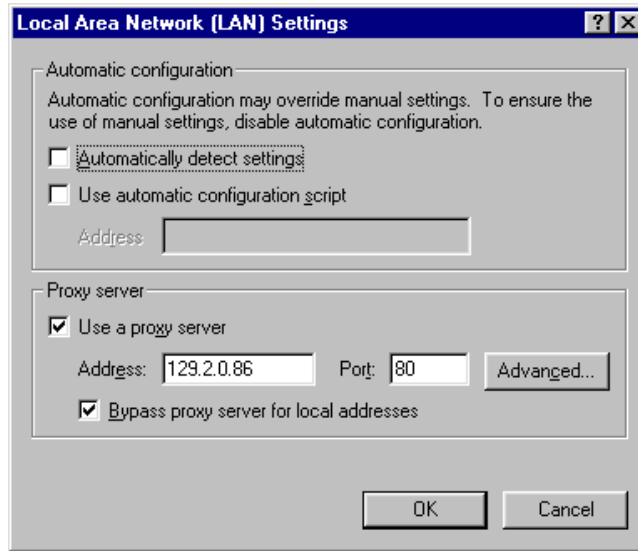 Local Area Network (LAN) Settings
Automatic configuration
Automatic configuration may override manual settings. To ensure the
use of manual settings, disable automatic configuration.
Automatically detect settings
Use automatic configuration script
Address
Proxy server
Use a proxy server
Address: 129.2.0.86 Port: 80 Advanced...
Bypass proxy server for local addresses
OK Cancel